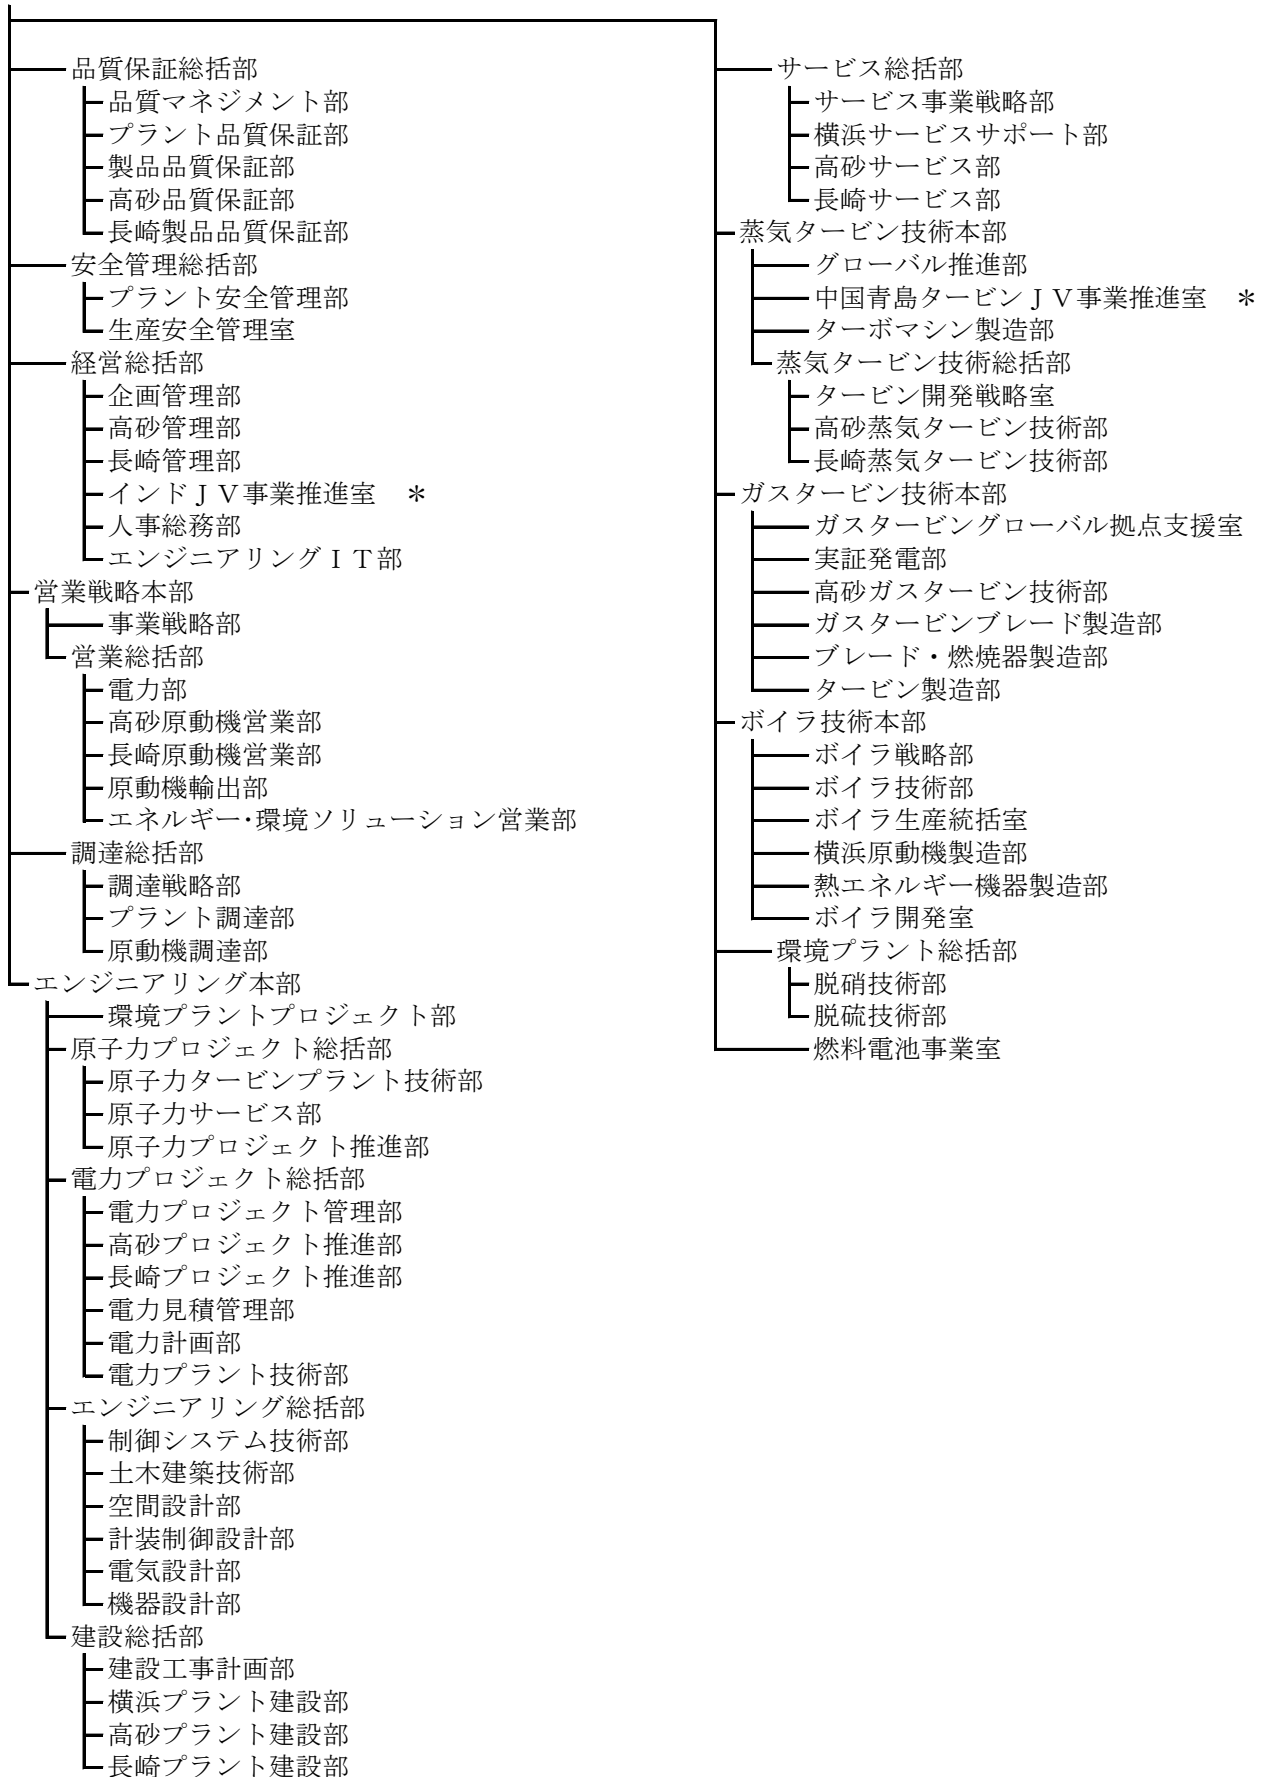 品質保証総括部
品質マネジメント部
プラント品質保証部
製品品質保証部
高砂品質保証部
長崎製品品質保証部
安全管理総括部
プラント安全管理部
生産安全管理室
経営総括部
企画管理部
高砂管理部
長崎管理部
インドＪＶ事業推進室　＊
人事総務部
エンジニアリングＩＴ部
営業戦略本部
事業戦略部
営業総括部
電力部
高砂原動機営業部
長崎原動機営業部
原動機輸出部
エネルギー･環境ソリューション営業部
調達総括部
調達戦略部
プラント調達部
原動機調達部
エンジニアリング本部
環境プラントプロジェクト部
原子力プロジェクト総括部
原子力タービンプラント技術部
原子力サービス部
原子力プロジェクト推進部
電力プロジェクト総括部
電力プロジェクト管理部
高砂プロジェクト推進部
長崎プロジェクト推進部
電力見積管理部
電力計画部
電力プラント技術部
エンジニアリング総括部
制御システム技術部
土木建築技術部
空間設計部
計装制御設計部
電気設計部
機器設計部
建設総括部
建設工事計画部
横浜プラント建設部
高砂プラント建設部
長崎プラント建設部
サービス総括部
サービス事業戦略部
横浜サービスサポート部
高砂サービス部
長崎サービス部
蒸気タービン技術本部
グローバル推進部
中国青島タービンＪＶ事業推進室　＊
ターボマシン製造部
蒸気タービン技術総括部
タービン開発戦略室
高砂蒸気タービン技術部
長崎蒸気タービン技術部
ガスタービン技術本部
ガスタービングローバル拠点支援室
実証発電部
高砂ガスタービン技術部
ガスタービンブレード製造部
ブレード・燃焼器製造部
タービン製造部
ボイラ技術本部
ボイラ戦略部
ボイラ技術部
ボイラ生産統括室
横浜原動機製造部
熱エネルギー機器製造部
ボイラ開発室
環境プラント総括部
脱硝技術部
脱硫技術部
燃料電池事業室